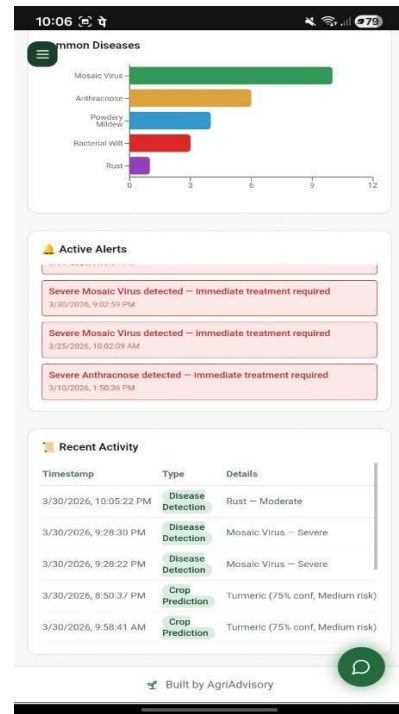 10:06 79
mmon Diseases
Mosaic Virus
Anthracnose
Powdery
Mildew
Bacterial Wilt
Rust
0 3 6 9 12
Active Alerts
Severe Mosaic Virus detected — immediate treatment required
3/30/2026, 9:02:59 PM
Severe Mosaic Virus detected — immediate treatment required
3/25/2026, 10:02:09 AM
Severe Anthracnose detected — immediate treatment required
3/10/2026, 1:50:36 PM
Recent Activity
Timestamp Type Details
3/30/2026, 10:05:22 PM Disease Detection Rust — Moderate
3/30/2026, 9:28:30 PM Disease Detection Mosaic Virus — Severe
3/30/2026, 9:28:22 PM Disease Detection Mosaic Virus — Severe
3/30/2026, 8:50:37 PM Crop Prediction Turmeric (75% conf, Medium risk)
3/30/2026, 9:58:41 AM Crop Prediction Turmeric (75% conf, Medium risk)
Built by AgriAdvisory